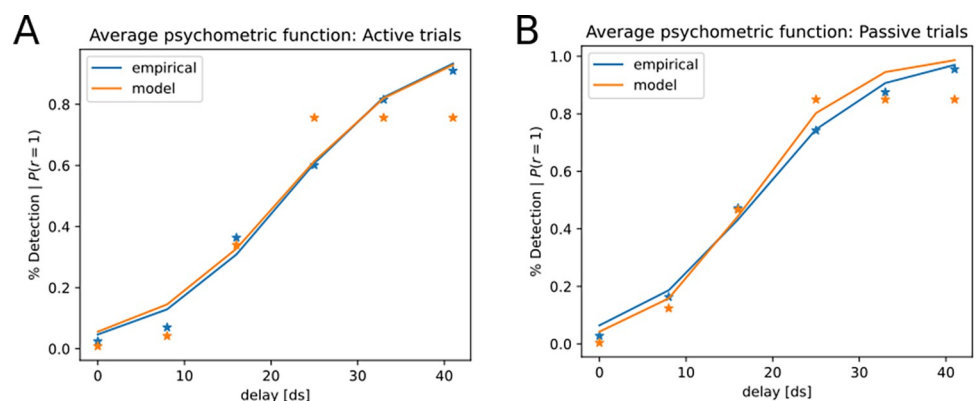 A
Average psychometric function: Active trials
empirical
model
% Detection | P(r = 1)
0.8
0.6
0.4
0.2
0.0
0
10
20
30
40
delay [ds]
B
Average psychometric function: Passive trials
empirical
model
% Detection | P(r = 1)
1.0
0.8
0.6
0.4
0.2
0.0
0
10
20
30
40
delay [ds]